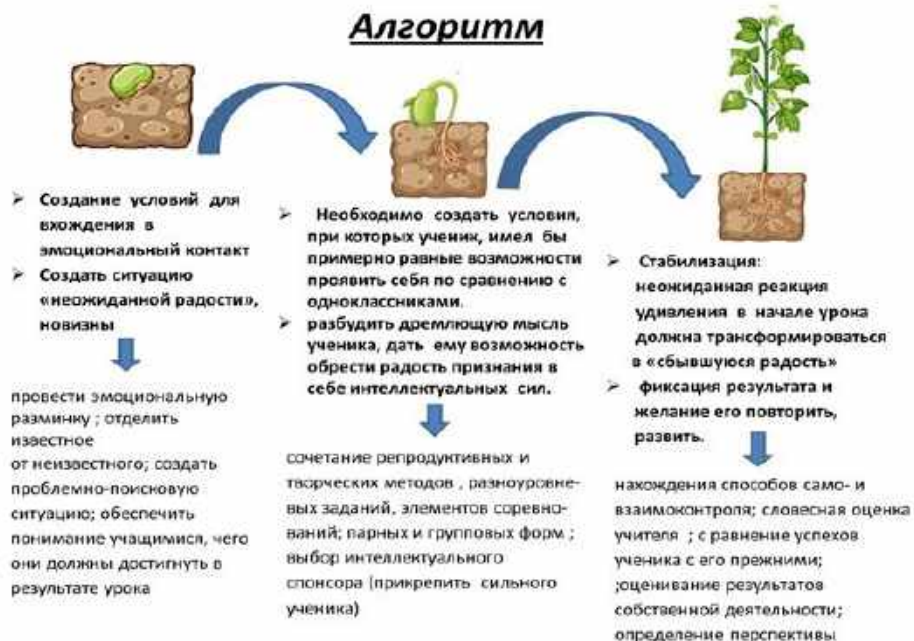 Алгоритм
➢ Создание условий для
вхождения в
эмоциональный контакт
➢ Создать ситуацию
«неожиданной радости»,
новизны
провести эмоциональную
разминку ; отделить
известное
от неизвестного; создать
проблемно-поисковую
ситуацию; обеспечить
понимание учащимися, чего
они должны достигнуть в
результате урока
➢ Необходимо создать условия,
при которых ученик, имел бы
примерно равные возможности
проявить себя по сравнению с
одноклассниками.
➢ разбудить дремлющую мысль
ученика, дать ему возможность
обрести радость признания в
себе интеллектуальных сил.
сочетание репродуктивных и
творческих методов , разноуровне-
вых заданий, элементов соревно-
ваний; парных и групповых форм ;
выбор интеллектуального
спонсора (прикрепить сильного
ученика)
➢ Стабилизация:
неожиданная реакция
удивления в начале урока
должна трансформироваться
в «сбывшуюся радость»
➢ фиксация результата и
желание его повторить,
развить.
нахождения способов само- и
взаимоконтроля; словесная оценка
учителя ; с равнение успехов
ученика с его прежними;
;оценивание результатов
собственной деятельности;
определение перспективы